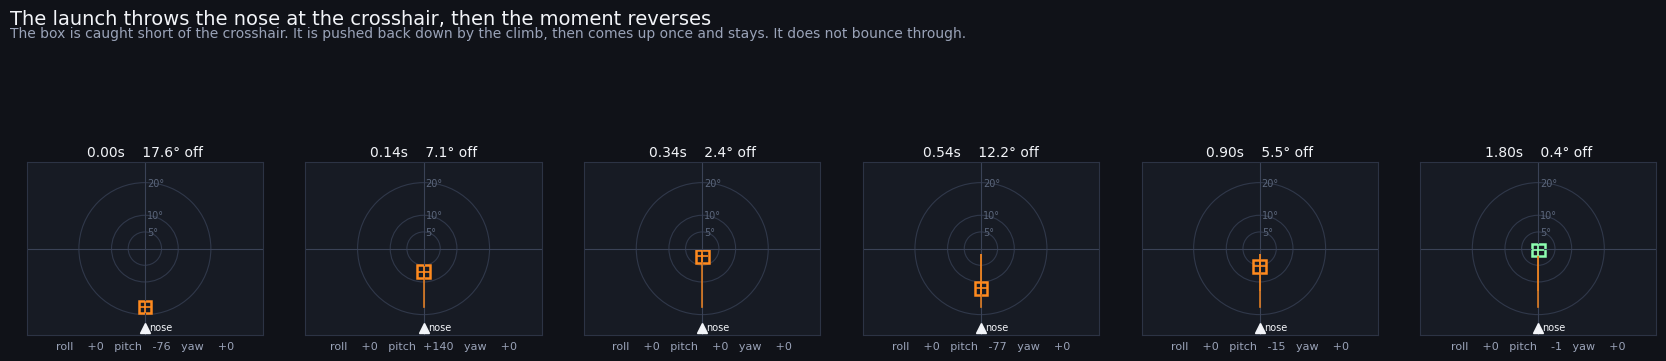 The launch throws the nose at the crosshair, then the moment reverses
The box is caught short of the crosshair. It is pushed back down by the climb, then comes up once and stays. It does not bounce through.
0.00s 17.6° off
20°
10°
5°
nose
roll +0 pitch -76 yaw +0
0.14s 7.1° off
20°
10°
5°
nose
roll +0 pitch +140 yaw +0
0.34s 2.4° off
20°
10°
5°
nose
roll +0 pitch +0 yaw +0
0.54s 12.2° off
20°
10°
5°
nose
roll +0 pitch -77 yaw +0
0.90s 5.5° off
20°
10°
5°
nose
roll +0 pitch -15 yaw +0
1.80s 0.4° off
20°
10°
5°
nose
roll +0 pitch -1 yaw +0